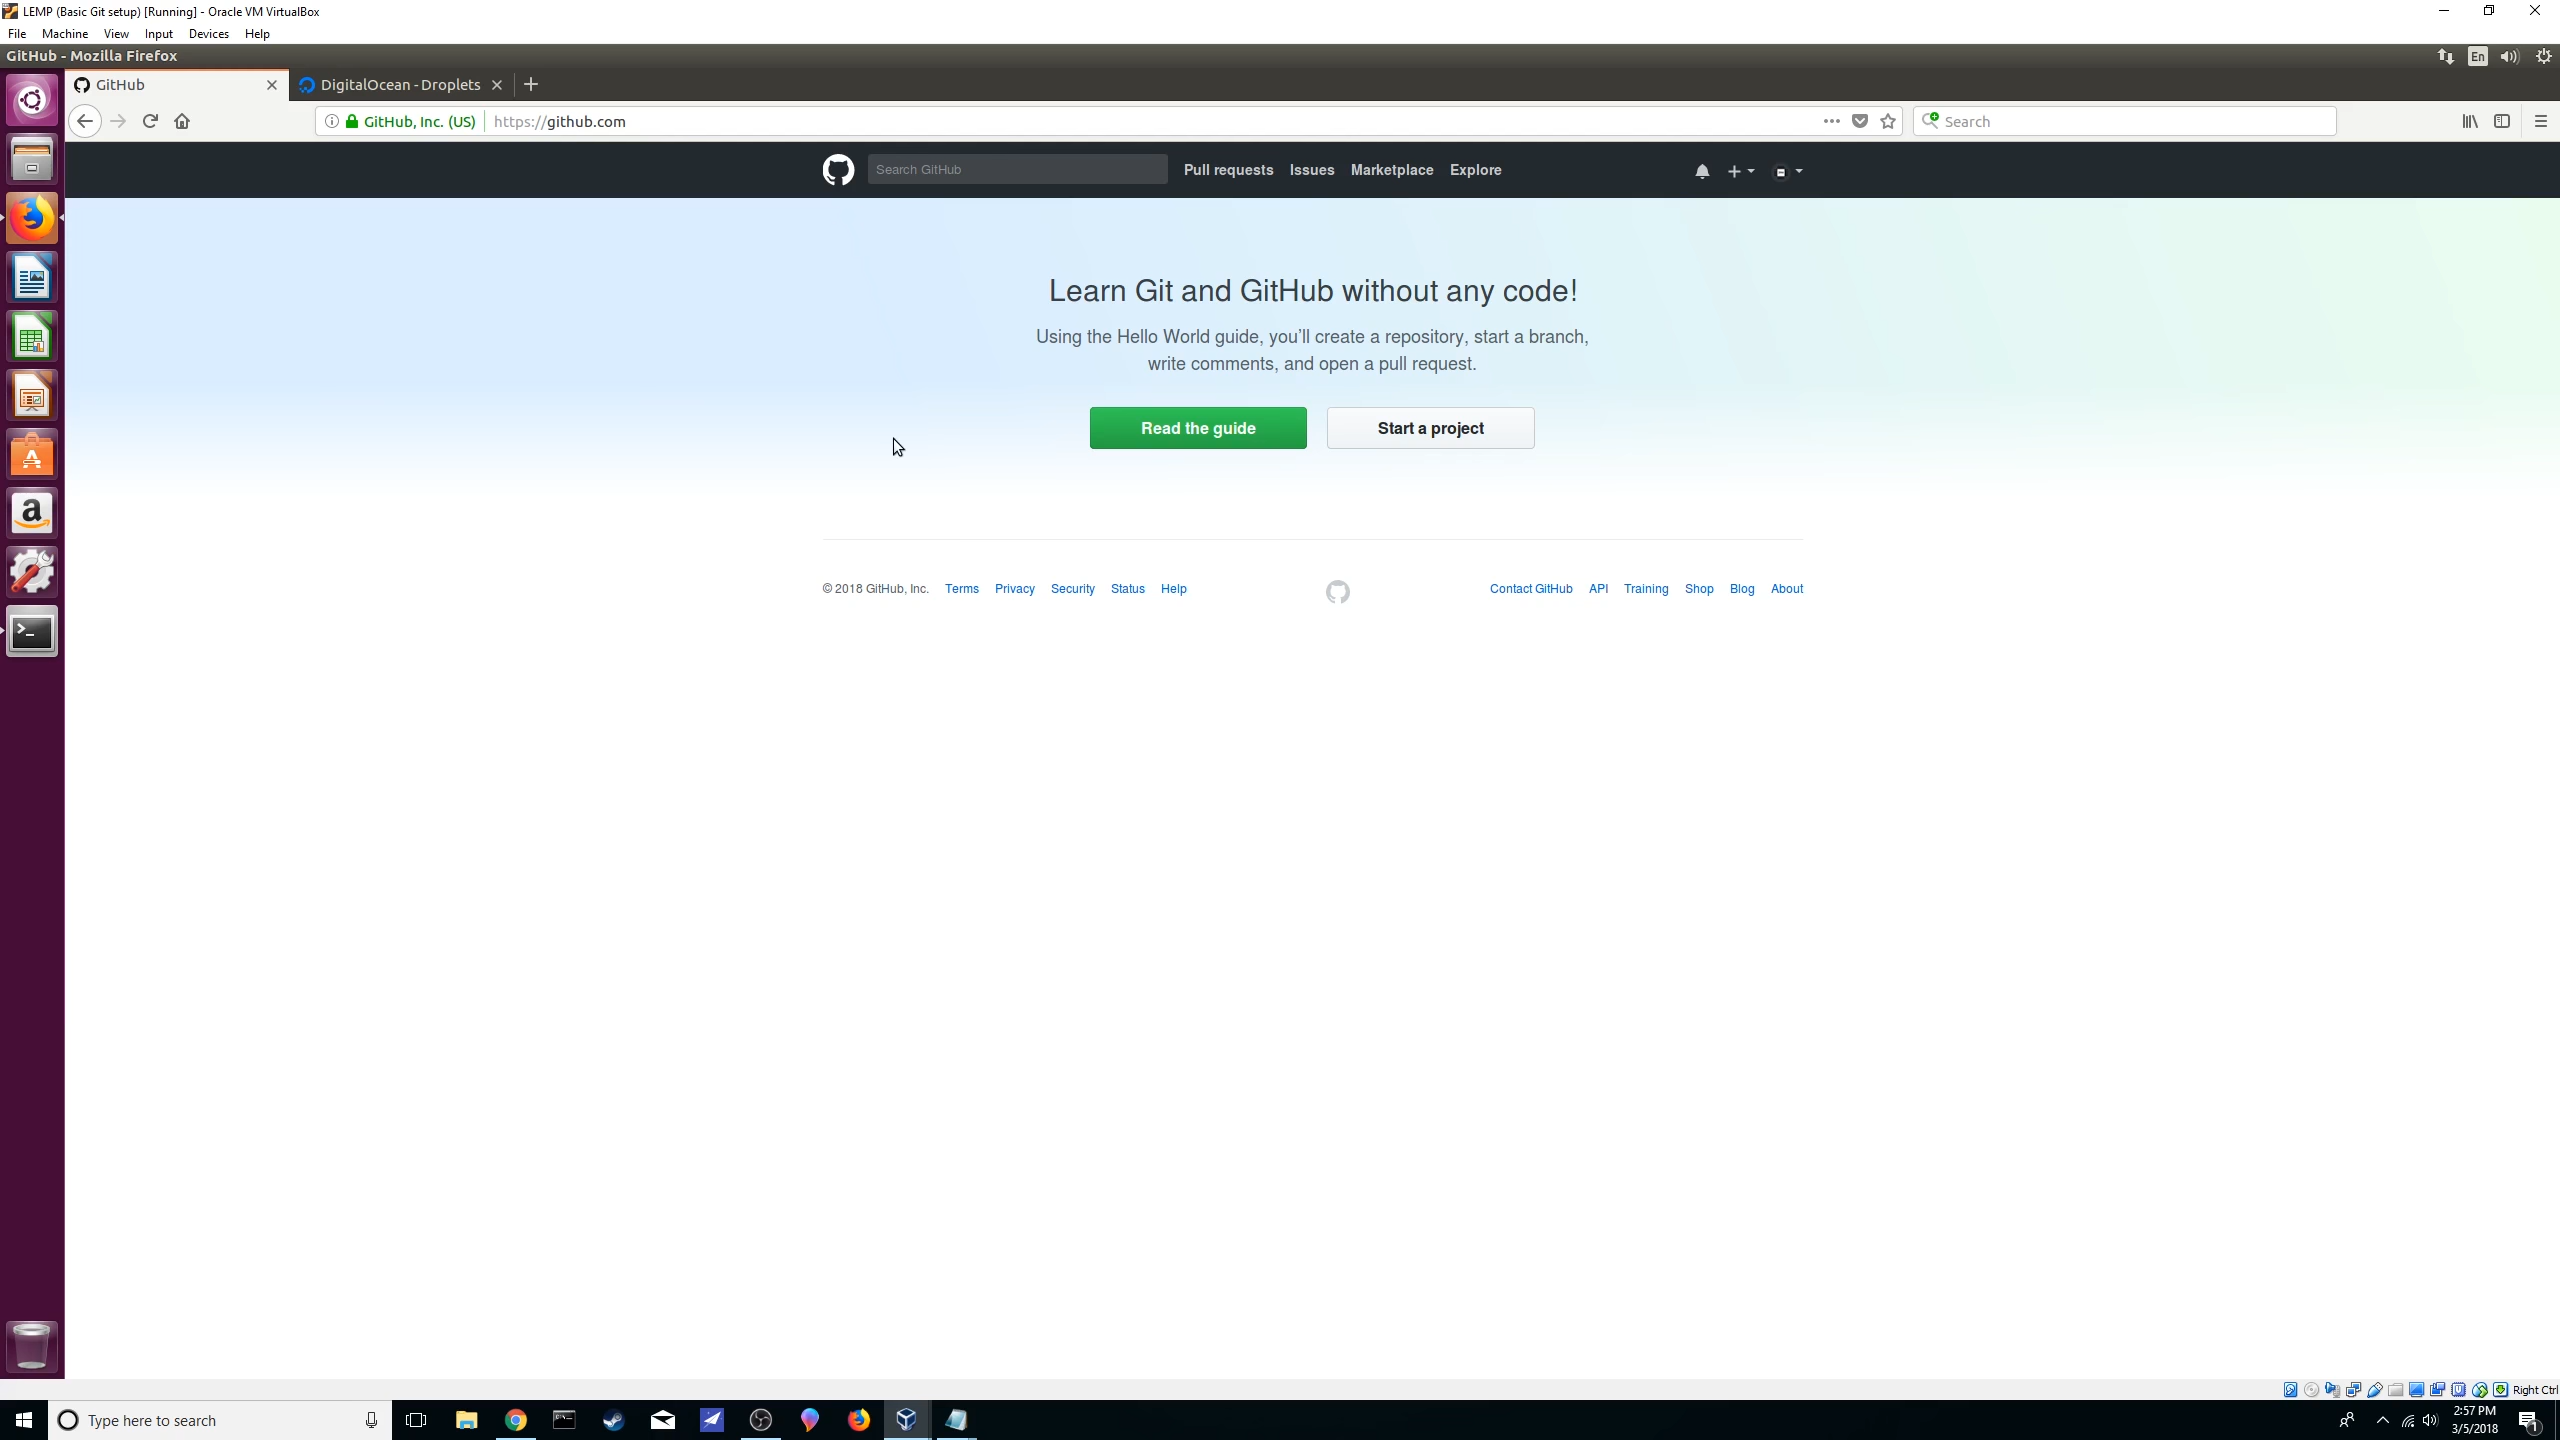 LEMP (Basic Git setup) [Running] - Oracle VM VirtualBox
File Machine View Input Devices Help
GitHub - Mozilla Firefox
En
GitHub
DigitalOcean - Droplets
GitHub, Inc. (US) https://github.com
Search
Search GitHub
Pull requests Issues Marketplace Explore
Learn Git and GitHub without any code!
Using the Hello World guide, you’ll create a repository, start a branch,
write comments, and open a pull request.
Read the guide
Start a project
© 2018 GitHub, Inc. Terms Privacy Security Status Help
Contact GitHub API Training Shop Blog About
Right Ctrl
Type here to search
2:57 PM
3/5/2018
1